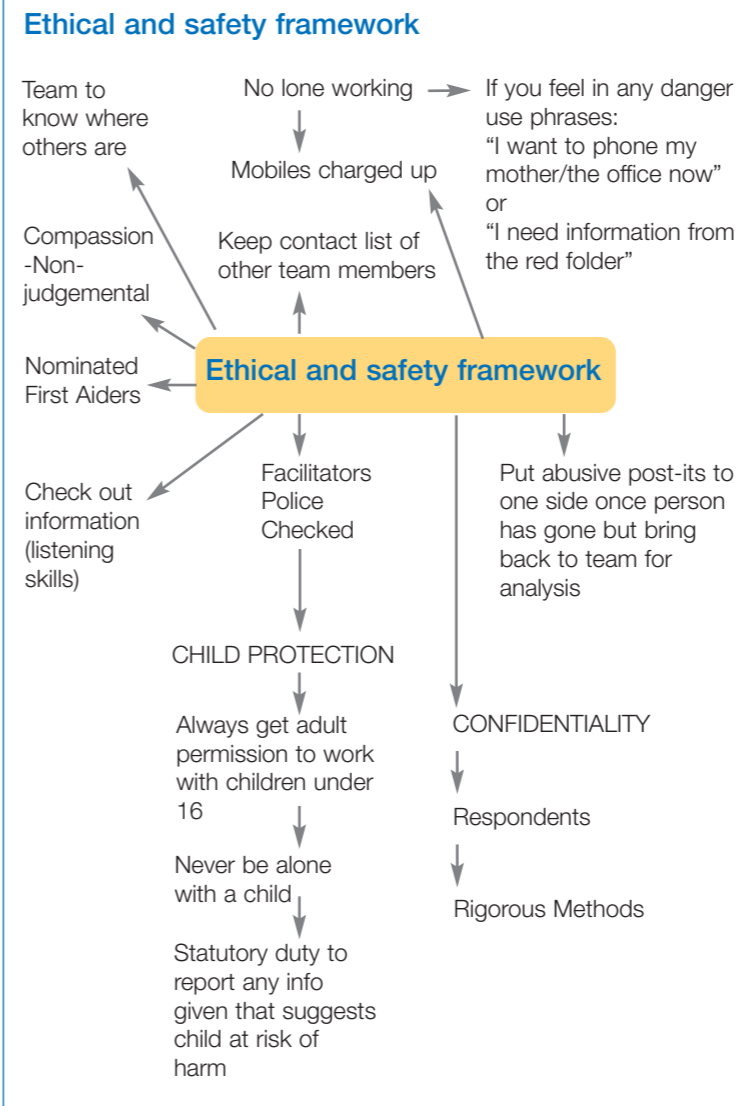 Ethical and safety framework
Team to
know where
others are
No lone working
If you feel in any danger
use phrases:
“I want to phone my
mother/the office now”
or
“I need information from
the red folder”
Mobiles charged up
Compassion
-Non-
judgemental
Keep contact list of
other team members
Nominated
First Aiders
Ethical and safety framework
Check out
information
(listening
skills)
Facilitators
Police
Checked
Put abusive post-its to
one side once person
has gone but bring
back to team for
analysis
CHILD PROTECTION
Always get adult
permission to work
with children under
16
Never be alone
with a child
Statutory duty to
report any info
given that suggests
child at risk of
harm
CONFIDENTIALITY
Respondents
Rigorous Methods